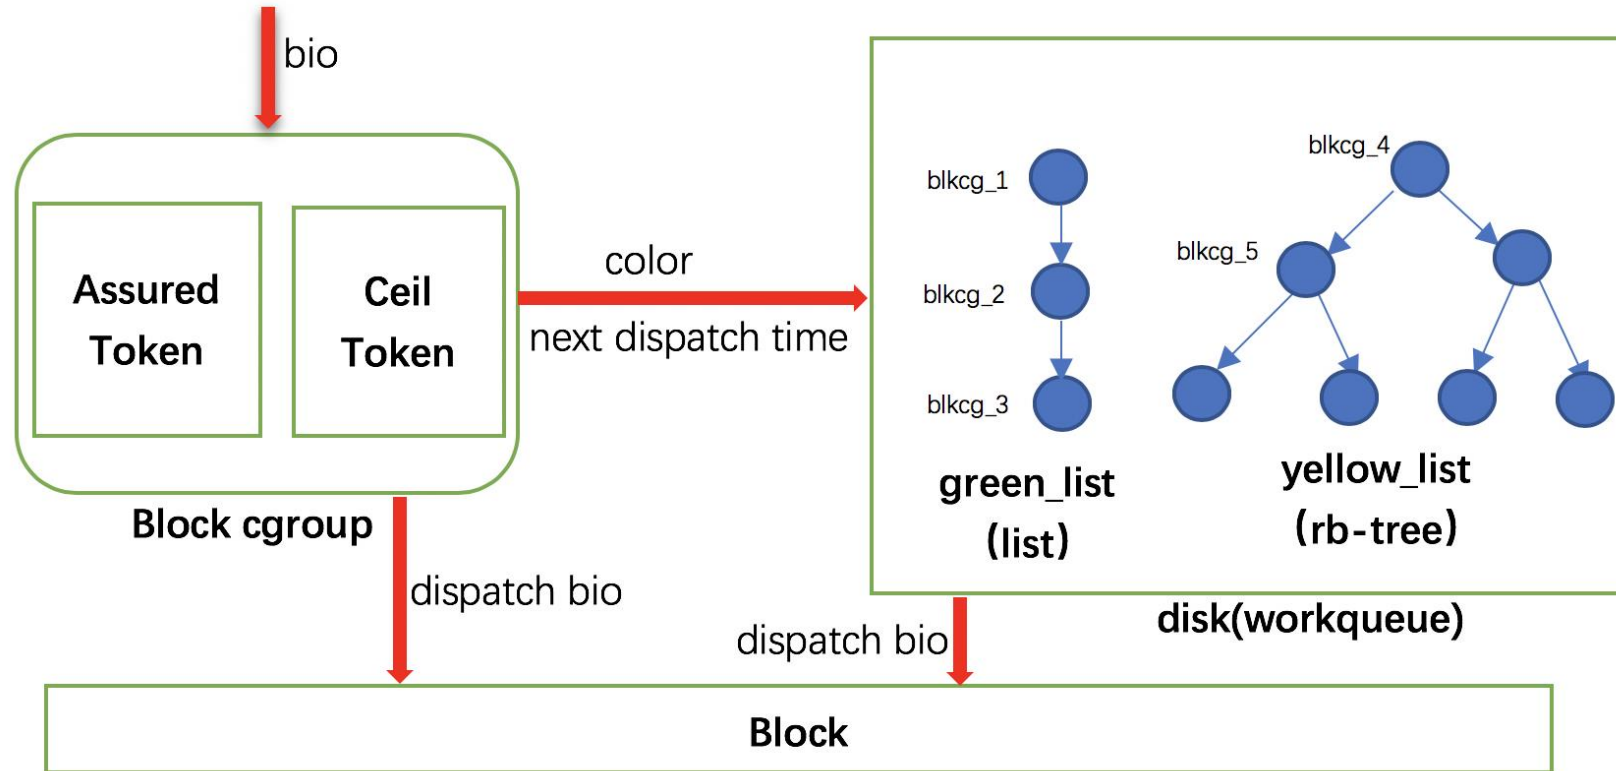 bio
Assured
Token
Ceil
Token
Block cgroup
color
next dispatch time
blkcg_1
blkcg_2
blkcg_3
green_list
(list)
blkcg_4
blkcg_5
yellow_list
(rb-tree)
disk(workqueue)
dispatch bio
dispatch bio
Block